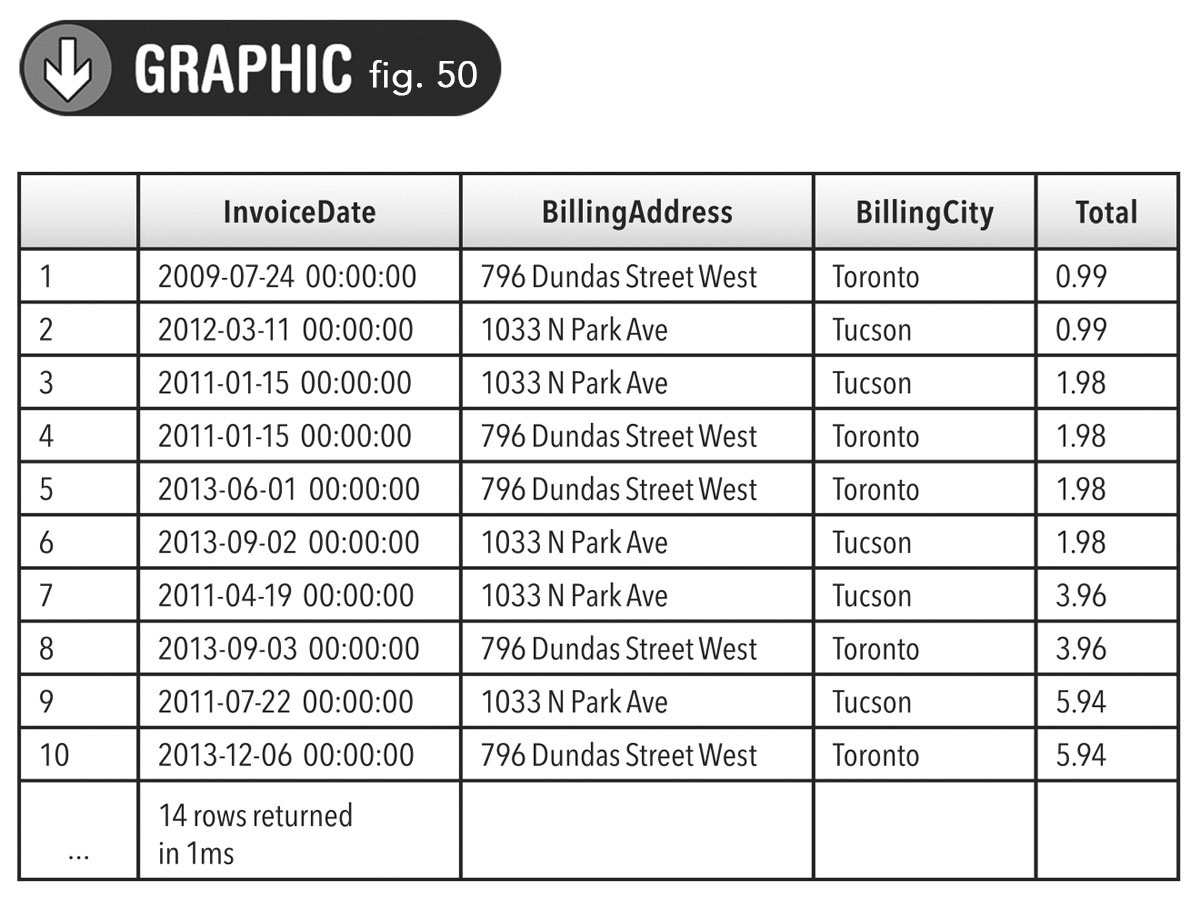 GRAPHIC fig. 50
InvoiceDate BillingAddress BillingCity Total
1 2009-07-24 00:00:00 796 Dundas Street West Toronto 0.99
2 2012-03-11 00:00:00 1033 N Park Ave Tucson 0.99
3 2011-01-15 00:00:00 1033 N Park Ave Tucson 1.98
4 2011-01-15 00:00:00 796 Dundas Street West Toronto 1.98
5 2013-06-01 00:00:00 796 Dundas Street West Toronto 1.98
6 2013-09-02 00:00:00 1033 N Park Ave Tucson 1.98
7 2011-04-19 00:00:00 1033 N Park Ave Tucson 3.96
8 2013-09-03 00:00:00 796 Dundas Street West Toronto 3.96
9 2011-07-22 00:00:00 1033 N Park Ave Tucson 5.94
10 2013-12-06 00:00:00 796 Dundas Street West Toronto 5.94
14 rows returned
... in 1ms